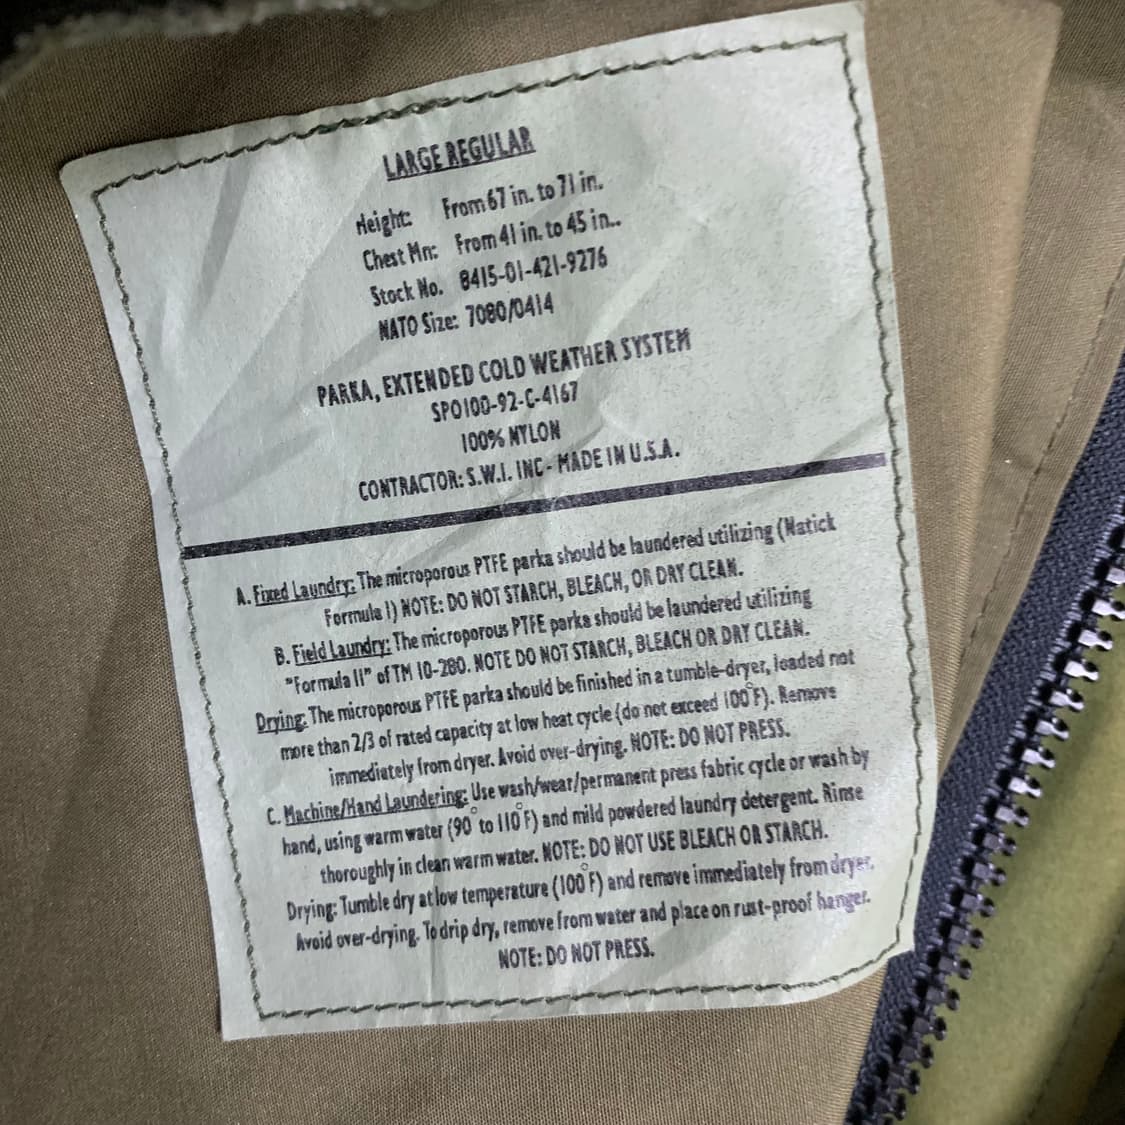 LARGE REGULAR
Height: From 67 in. to 71 in.
Chest Mn: From 41 in. to 45 in..
Stock No. 8415-01-421-9276
NATO Size: 7080/0414
PARKA, EXTENDED COLD WEATHER SYSTEM
SPO100-92-C-4167
100% NYLON
CONTRACTOR: S.W.I. INC - MADE IN U.S.A.
A. Fixed Laundry: The microporous PTFE parka should be laundered utilizing (Natick
Formula I) NOTE: DO NOT STARCH, BLEACH, OR DRY CLEAN.
B. Field Laundry: The microporous PTFE parka should be laundered utilizing
"Formula II" of TM 10-280. NOTE DO NOT STARCH, BLEACH OR DRY CLEAN.
Drying: The microporous PTFE parka should be finished in a tumble-dryer, loaded not
more than 2/3 of rated capacity at low heat cycle (do not exceed 100°F). Remove
immediately from dryer. Avoid over-drying. NOTE: DO NOT PRESS.
C. Machine/Hand Laundering: Use wash/wear/permanent press fabric cycle or wash by
hand, using warm water (90° to 110°F) and mild powdered laundry detergent. Rinse
thoroughly in clean warm water. NOTE: DO NOT USE BLEACH OR STARCH.
Drying: Tumble dry at low temperature (100°F) and remove immediately from dryer.
Avoid over-drying. To drip dry, remove from water and place on rust-proof hanger.
NOTE: DO NOT PRESS.